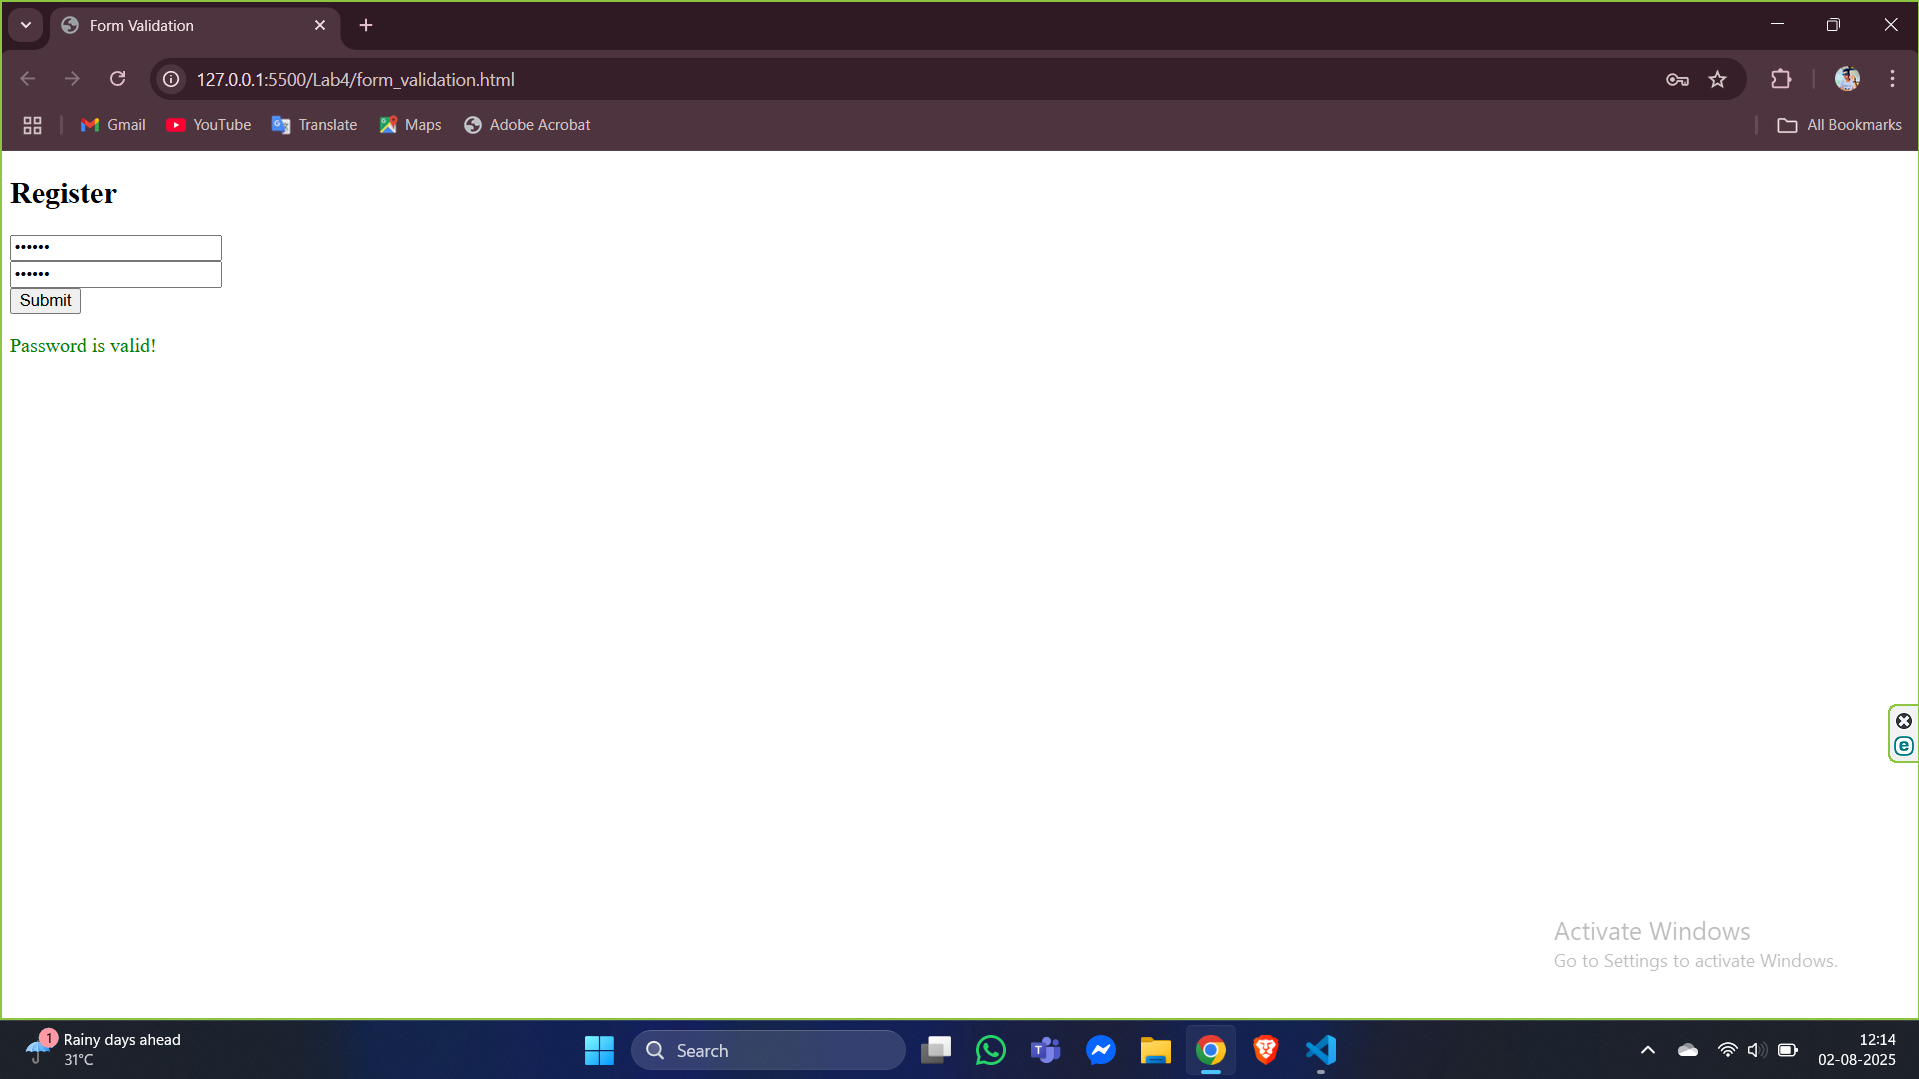 Form Validation
127.0.0.1:5500/Lab4/form_validation.html
Gmail YouTube Translate Maps Adobe Acrobat All Bookmarks
Register
••••••
••••••
Submit
Password is valid!
Activate Windows
Go to Settings to activate Windows.
1
Rainy days ahead
31°C
Search
12:14
02-08-2025